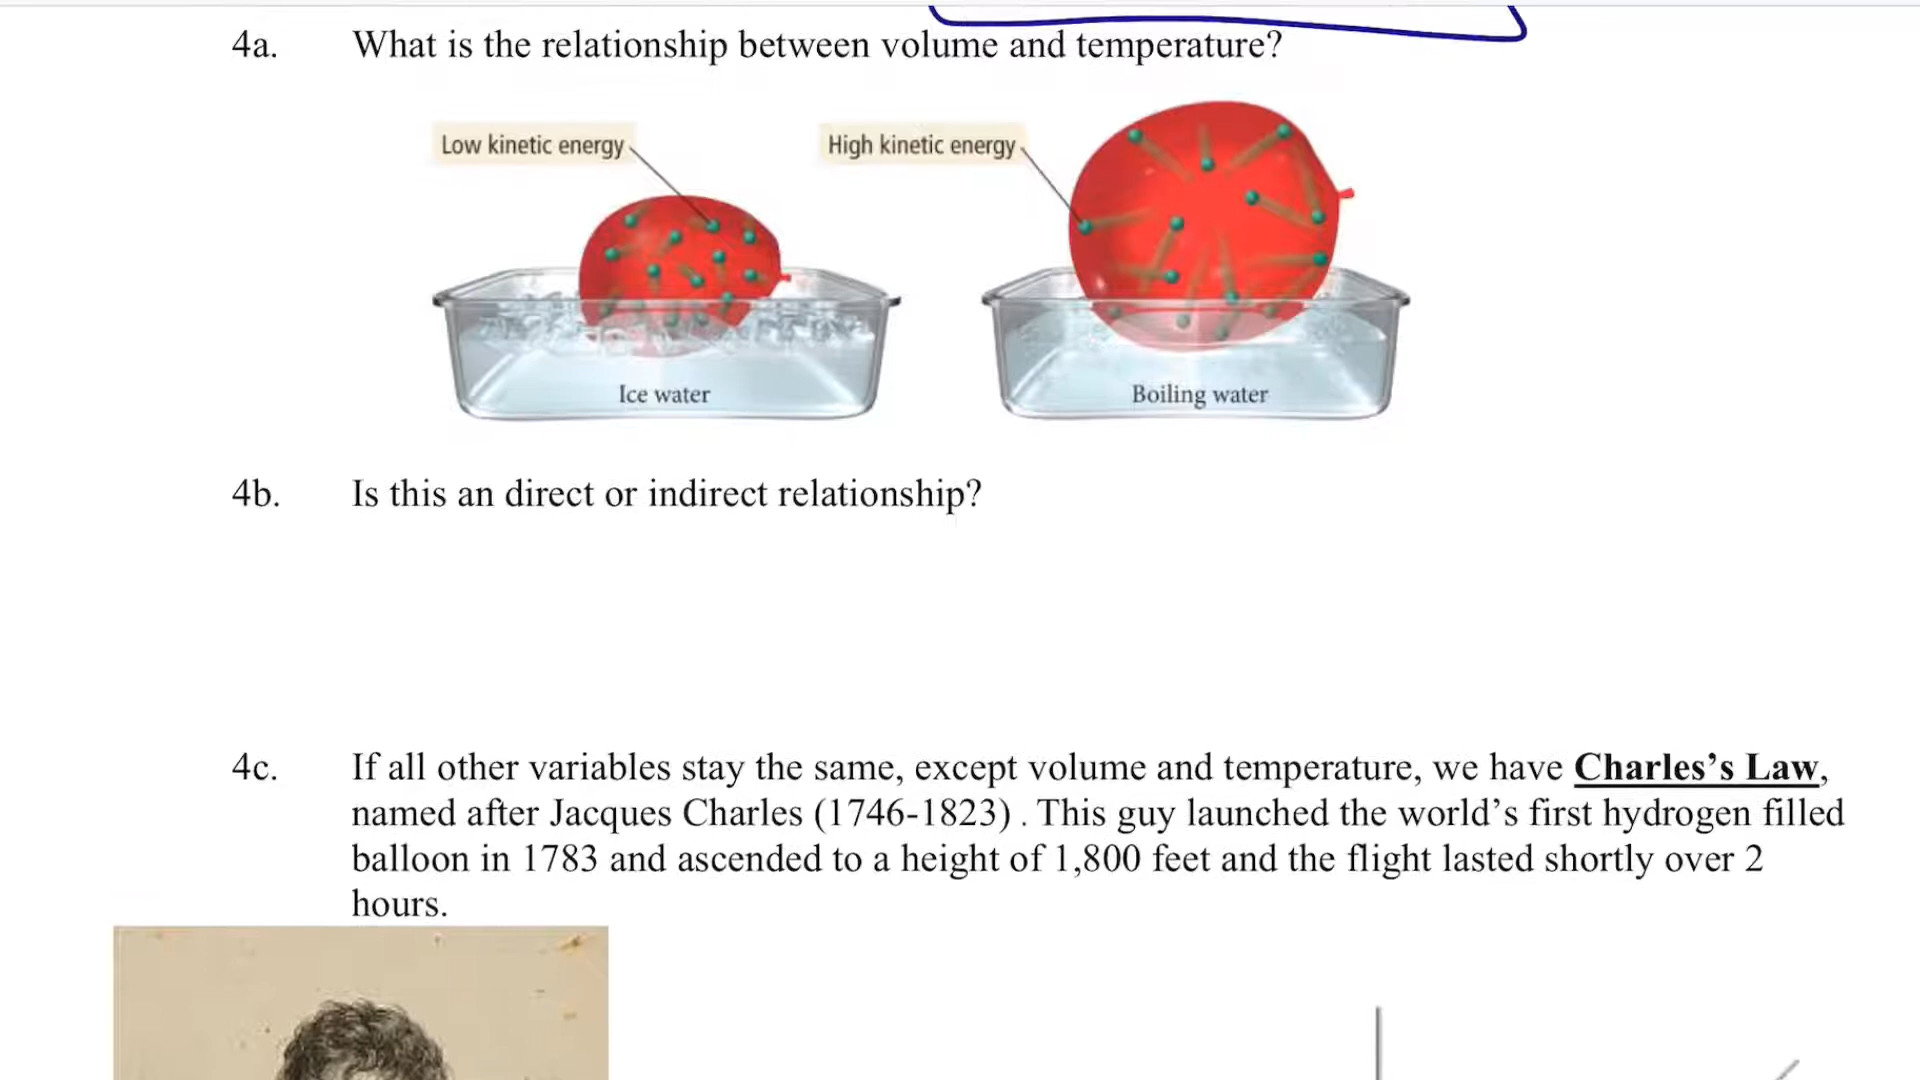 4a. What is the relationship between volume and temperature?
Low kinetic energy
High kinetic energy
Ice water
Boiling water
4b. Is this an direct or indirect relationship?
4c. If all other variables stay the same, except volume and temperature, we have Charles’s Law,
named after Jacques Charles (1746-1823) . This guy launched the world’s first hydrogen filled
balloon in 1783 and ascended to a height of 1,800 feet and the flight lasted shortly over 2
hours.